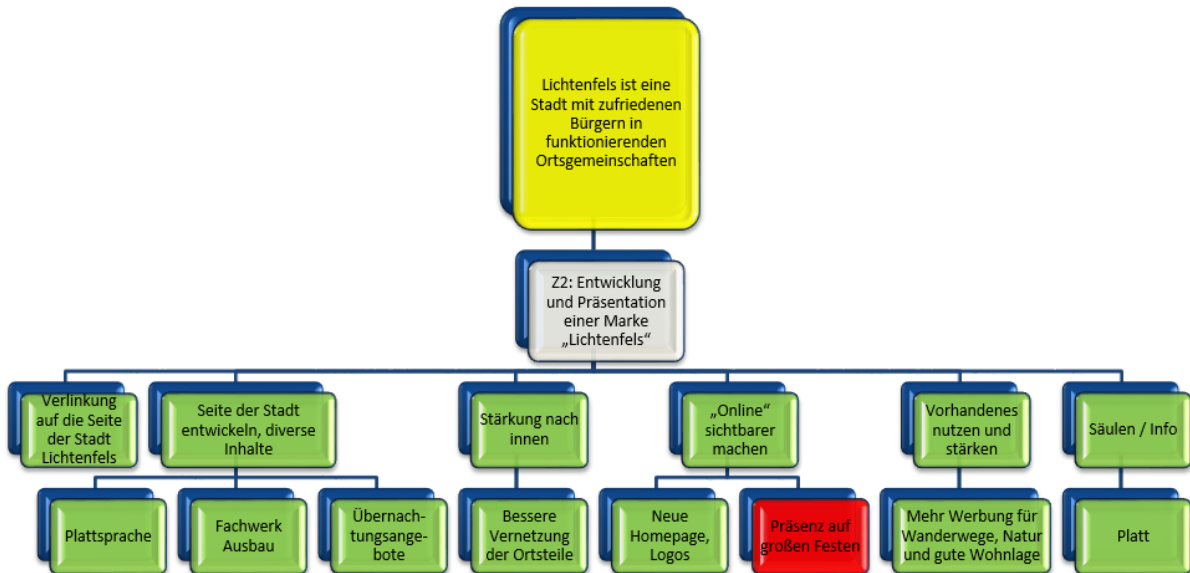 Lichtenfels ist eine
Stadt mit zufriedenen
Bürgern in
funktionierenden
Ortsgemeinschaften
Z2: Entwicklung
und Präsentation
einer Marke
„Lichtenfels“
Verlinkung
auf die Seite
der Stadt
Lichtenfels
Seite der Stadt
entwickeln, diverse
Inhalte
Stärkung nach
innen
„Online“
sichtbarer
machen
Vorhandenes
nutzen und
stärken
Säulen / Info
Plattsprache
Fachwerk
Ausbau
Übernach-
tungsange-
bote
Bessere
Vernetzung
der Ortsteile
Neue
Homepage,
Logos
Präsenz auf
großen Festen
Mehr Werbung für
Wanderwege, Natur
und gute Wohnlage
Platt